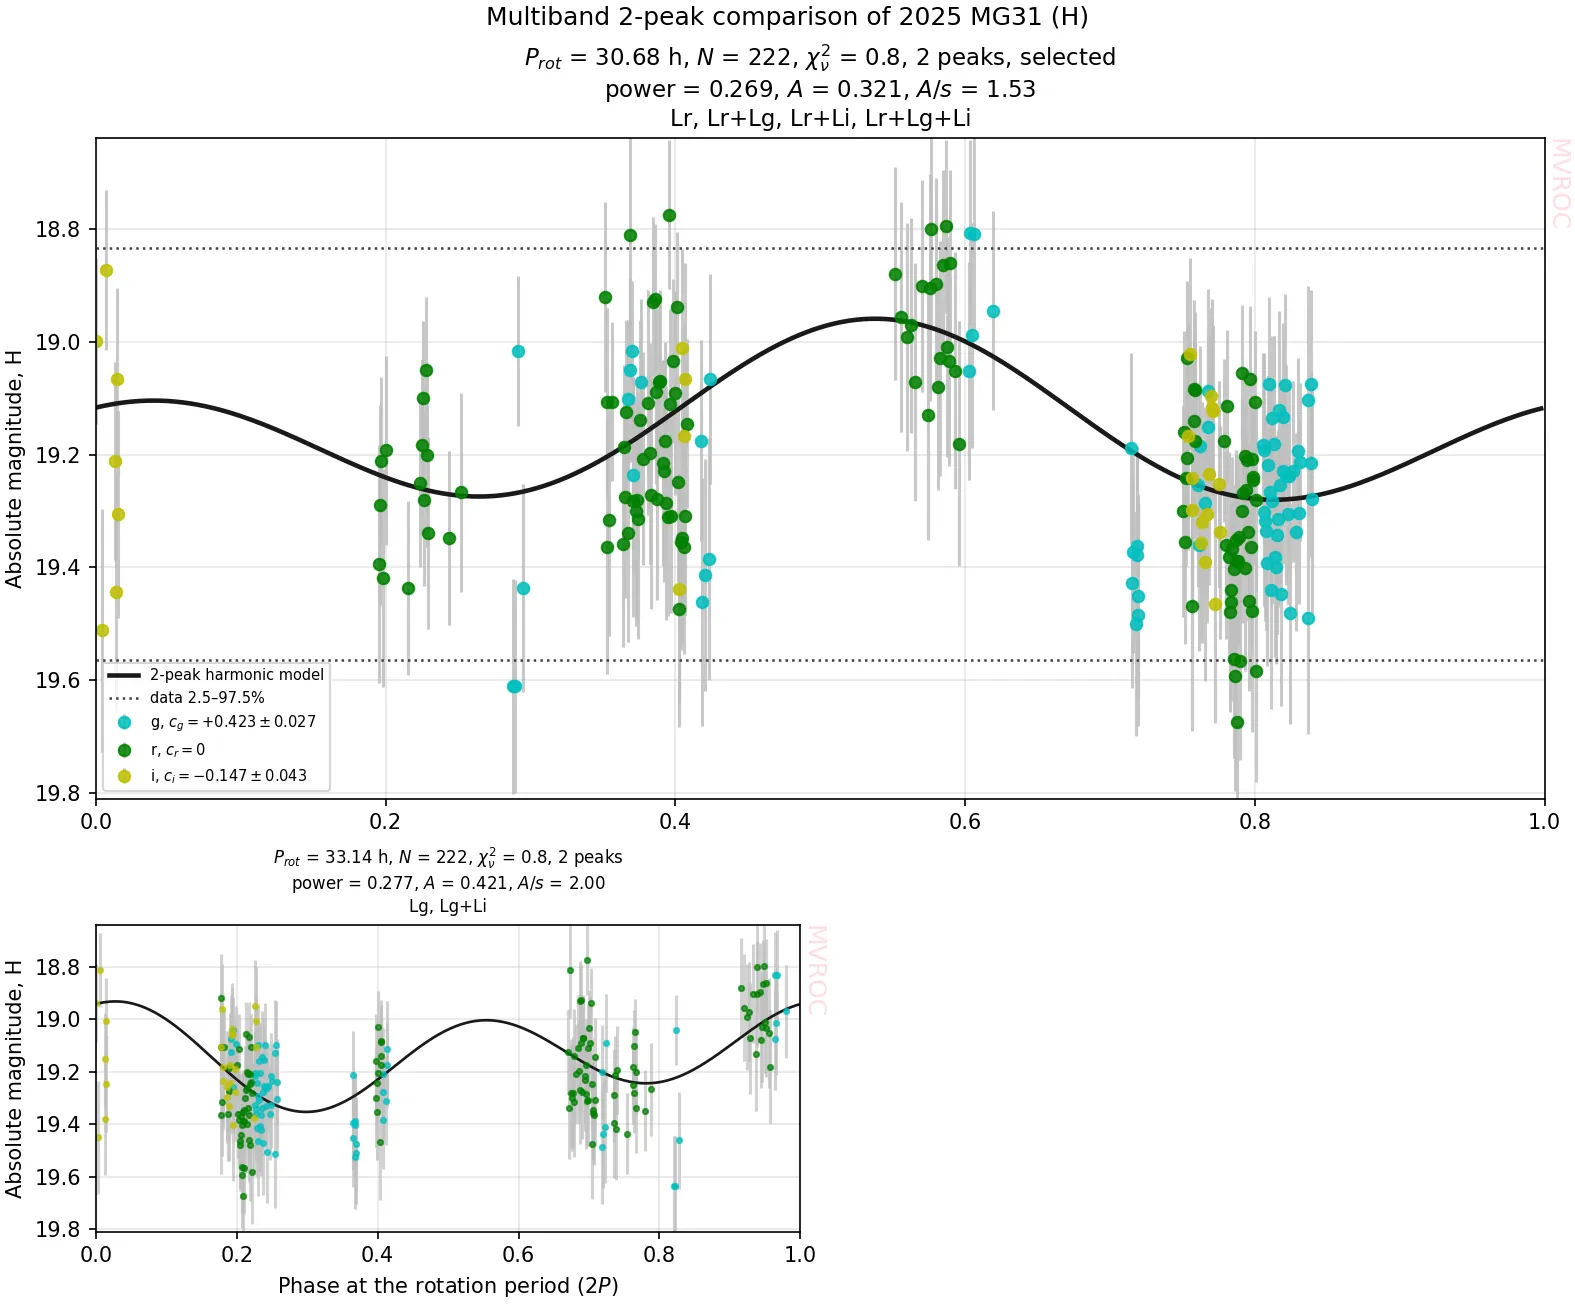 Multiband 2-peak comparison of 2025 MG31 (H)
P_rot = 30.68 h, N = 222, χ²_ν = 0.8, 2 peaks, selected
power = 0.269, A = 0.321, A/s = 1.53
Lr, Lr+Lg, Lr+Li, Lr+Lg+Li
MVROC
Absolute magnitude, H
18.8
19.0
19.2
19.4
19.6
19.8
2-peak harmonic model
data 2.5–97.5%
g, c_g = +0.423 ± 0.027
r, c_r = 0
i, c_i = −0.147 ± 0.043
0.0 0.2 0.4 0.6 0.8 1.0
P_rot = 33.14 h, N = 222, χ²_ν = 0.8, 2 peaks
power = 0.277, A = 0.421, A/s = 2.00
Lg, Lg+Li
MVROC
Absolute magnitude, H
18.8
19.0
19.2
19.4
19.6
19.8
0.0 0.2 0.4 0.6 0.8 1.0
Phase at the rotation period (2P)